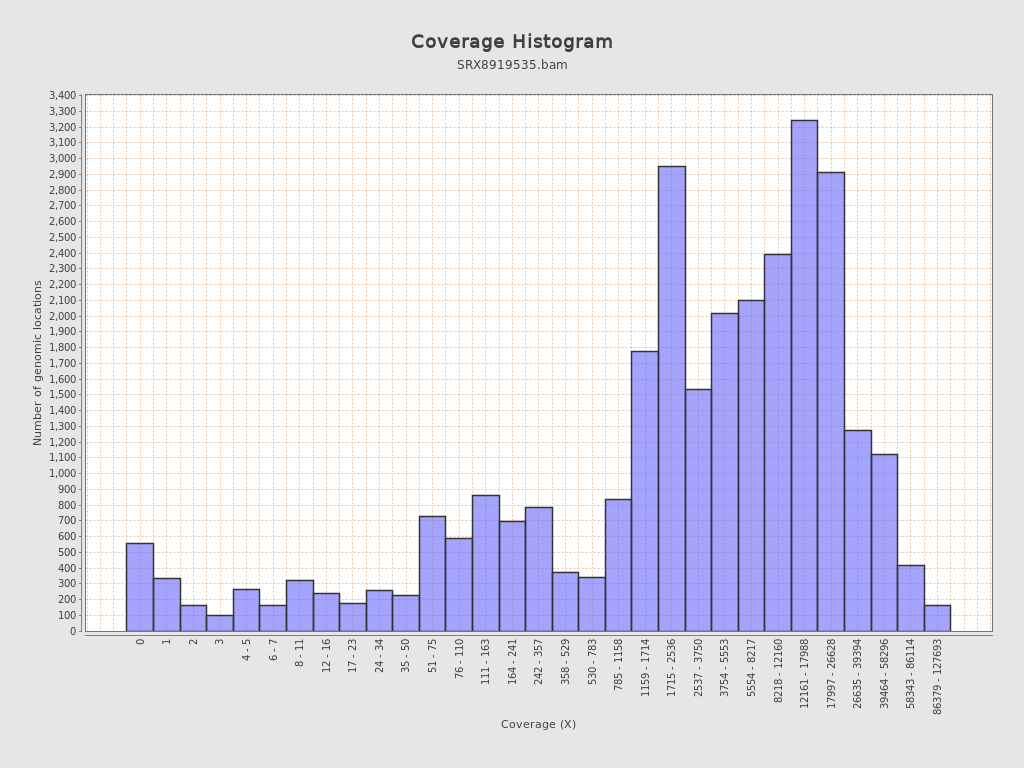 Coverage Histogram
SRX8919535.bam
3,400
3,300
3,200
3,100
3,000
2,900
2,800
2,700
2,600
2,500
2,400
2,300
2,200
2,100
2,000
1,900
1,800
1,700
1,600
1,500
1,400
1,300
1,200
1,100
1,000
900
800
700
600
500
400
300
200
100
0
Number of genomic locations
0
1
2
3
4 - 5
6 - 7
8 - 11
12 - 16
17 - 23
24 - 34
35 - 50
51 - 75
76 - 110
111 - 163
164 - 241
242 - 357
358 - 529
530 - 783
785 - 1158
1159 - 1714
1715 - 2536
2537 - 3750
3754 - 5553
5554 - 8217
8218 - 12160
12161 - 17988
17997 - 26628
26635 - 39394
39464 - 58296
58343 - 86114
86379 - 127693
Coverage (X)